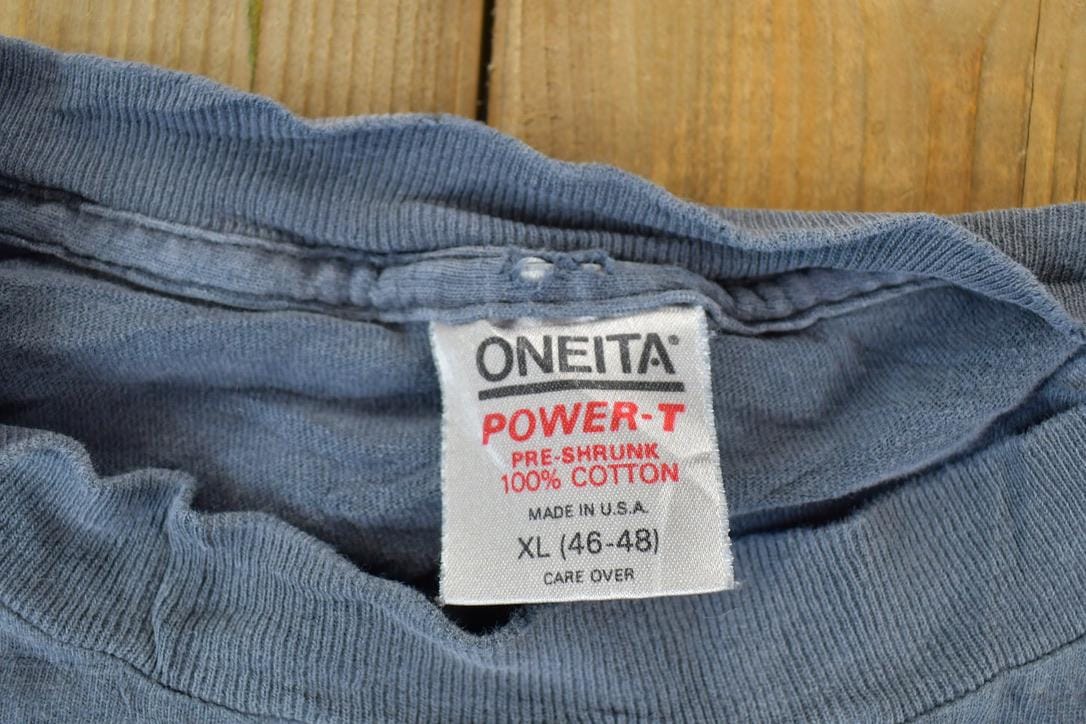 ONEITA®
POWER-T
PRE-SHRUNK
100% COTTON
MADE IN U.S.A.
XL (46-48)
CARE OVER